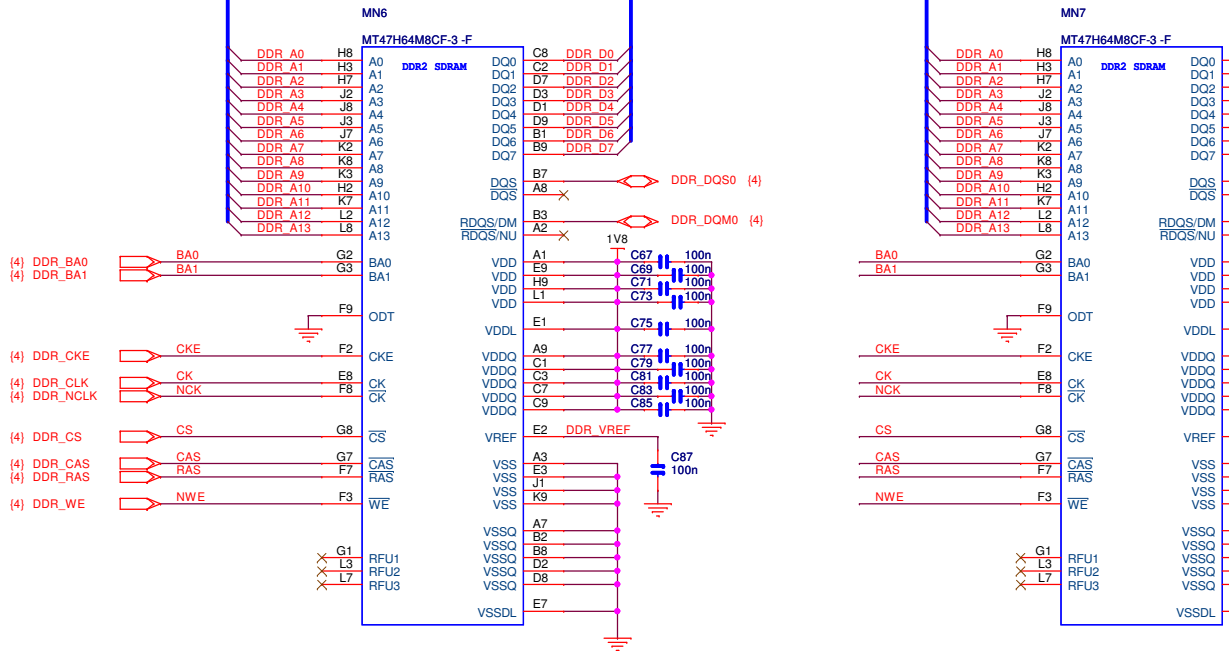 MN6 MN7
MT47H64M8CF-3 -F MT47H64M8CF-3 -F
DDR2 SDRAM DDR2 SDRAM
DDR_A0 H8 A0 DQ0 C8 DDR_D0 DDR_A0 H8 A0 DQ0
DDR_A1 H3 A1 DQ1 C2 DDR_D1 DDR_A1 H3 A1 DQ1
DDR_A2 H7 A2 DQ2 D7 DDR_D2 DDR_A2 H7 A2 DQ2
DDR_A3 J2 A3 DQ3 D3 DDR_D3 DDR_A3 J2 A3 DQ3
DDR_A4 J8 A4 DQ4 D1 DDR_D4 DDR_A4 J8 A4 DQ4
DDR_A5 J3 A5 DQ5 D9 DDR_D5 DDR_A5 J3 A5 DQ5
DDR_A6 J7 A6 DQ6 B1 DDR_D6 DDR_A6 J7 A6 DQ6
DDR_A7 K2 A7 DQ7 B9 DDR_D7 DDR_A7 K2 A7 DQ7
DDR_A8 K8 A8 DDR_A8 K8 A8
DDR_A9 K3 A9 DQS B7 DDR_DQS0 {4} DDR_A9 K3 A9 DQS
DDR_A10 H2 A10 DQS A8 DDR_A10 H2 A10 DQS
DDR_A11 K7 A11 DDR_A11 K7 A11
DDR_A12 L2 A12 RDQS/DM B3 DDR_DQM0 {4} DDR_A12 L2 A12 RDQS/DM
DDR_A13 L8 A13 RDQS/NU A2 DDR_A13 L8 A13 RDQS/NU
1V8
{4} DDR_BA0 BA0 G2 BA0 VDD A1 C67 100n BA0 G2 BA0 VDD
{4} DDR_BA1 BA1 G3 BA1 VDD E9 C69 100n BA1 G3 BA1 VDD
VDD H9 C71 100n VDD
VDD L1 C73 100n VDD
F9 ODT F9 ODT
VDDL E1 C75 100n VDDL
{4} DDR_CKE CKE F2 CKE VDDQ A9 C77 100n CKE F2 CKE VDDQ
VDDQ C1 C79 100n VDDQ
{4} DDR_CLK CK E8 CK VDDQ C3 C81 100n CK E8 CK VDDQ
{4} DDR_NCLK NCK F8 CK VDDQ C7 C83 100n NCK F8 CK VDDQ
VDDQ C9 C85 100n VDDQ
{4} DDR_CS CS G8 CS VREF E2 DDR_VREF CS G8 CS VREF
C87
100n
{4} DDR_CAS CAS G7 CAS VSS A3 CAS G7 CAS VSS
{4} DDR_RAS RAS F7 RAS VSS E3 RAS F7 RAS VSS
VSS J1 VSS
{4} DDR_WE NWE F3 WE VSS K9 NWE F3 WE VSS
VSSQ A7 VSSQ
VSSQ B2 VSSQ
G1 RFU1 VSSQ B8 G1 RFU1 VSSQ
L3 RFU2 VSSQ D2 L3 RFU2 VSSQ
L7 RFU3 VSSQ D8 L7 RFU3 VSSQ
VSSDL E7 VSSDL